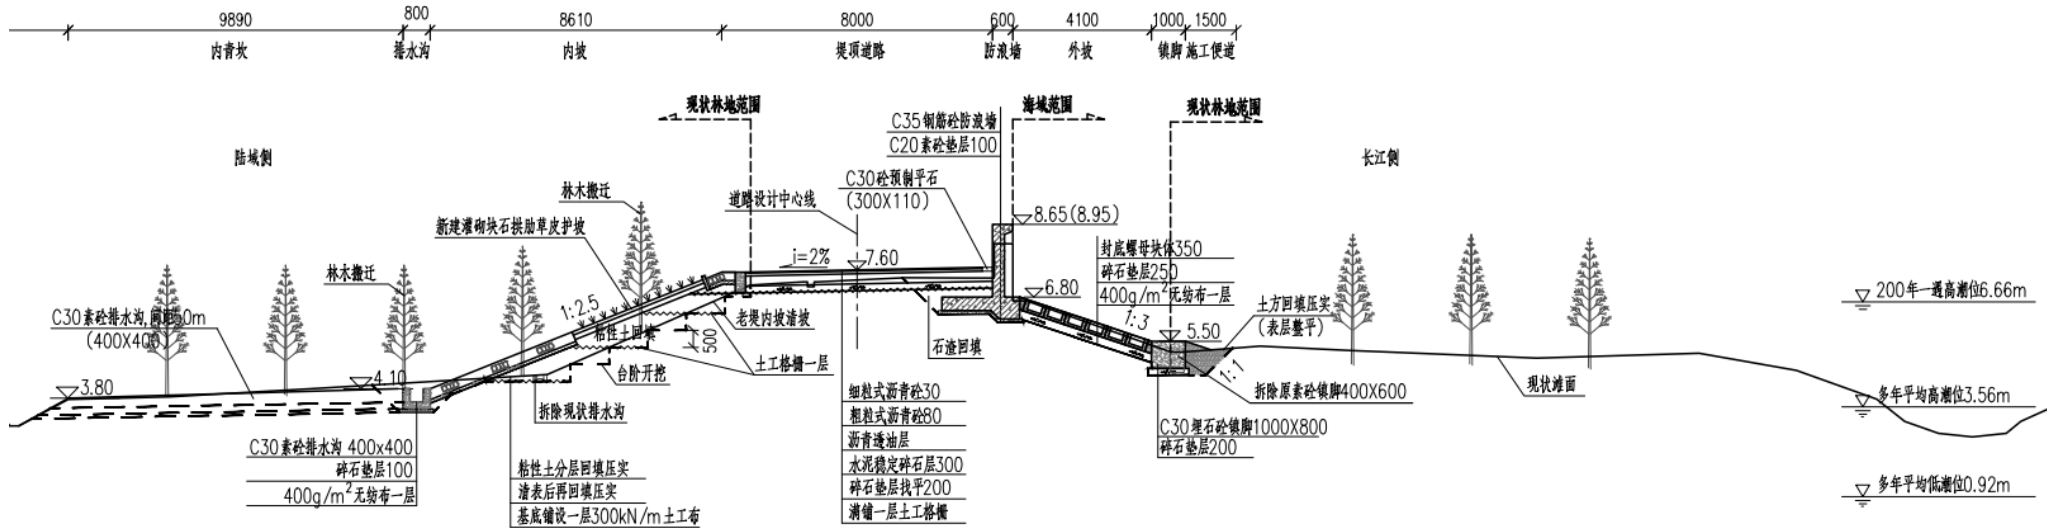 9890 800 8610 8000 600 4100 1000 1500
内青坎 排水沟 内坡 堤顶道路 防浪墙 外坡 镇脚 施工便道
现状林地范围 海域范围 现状林地范围
陆域侧
长江侧
C35钢筋砼防浪墙
C20素砼垫层100
C30砼预制平石
(300X110)
林木搬迁
道路设计中心线
新建灌砌块石拱肋草皮护坡
8.65(8.95)
i=2%
7.60
林木搬迁
封底螺母块体350
碎石垫层250
400g/m²无纺布一层
6.80
200年一遇高潮位6.66m
1:2.5
C30素砼排水沟,间距50m
(400X400)
粘性土回填
500
老堤内坡清坡
1:3
5.50
土方回填压实
(表层整平)
石渣回填
土工格栅一层
台阶开挖
1:1
3.80
4.10
拆除现状排水沟
拆除原素砼镇脚400X600
现状滩面
多年平均高潮位3.56m
细粒式沥青砼30
粗粒式沥青砼80
沥青透油层
水泥稳定碎石层300
碎石垫层找平200
满铺一层土工格栅
C30埋石砼镇脚1000X800
碎石垫层200
C30素砼排水沟 400x400
碎石垫层100
400g/m²无纺布一层
粘性土分层回填压实
清表后再回填压实
基底铺设一层300kN/m土工布
多年平均低潮位0.92m